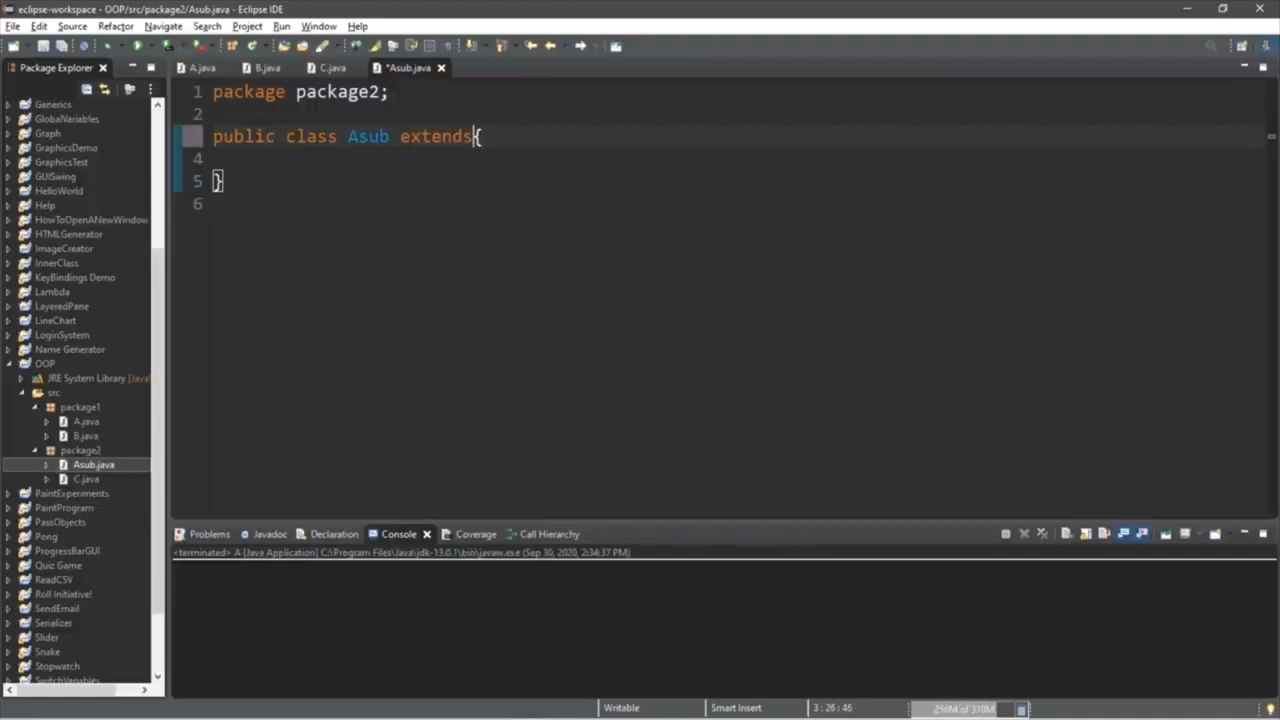 eclipse-workspace - OOP/src/package2/Asub.java - Eclipse IDE
File Edit Source Refactor Navigate Search Project Run Window Help
Package Explorer
A.java B.java C.java *Asub.java
Generics
GlobalVariables
Graph
GraphicsDemo
GraphicsTest
GUISwing
HelloWorld
Help
HowToOpenANewWindow
HTMLGenerator
ImageCreator
InnerClass
KeyBindings Demo
Lambda
LayeredPane
LineChart
LoginSystem
Name Generator
OOP
JRE System Library [Java
src
package1
A.java
B.java
package2
Asub.java
C.java
PaintExperiments
PaintProgram
PassObjects
Pong
ProgressBarGUI
Quiz Game
ReadCSV
Roll Initiative!
SendEmail
Serializer
Slider
Snake
Stopwatch
SwitchVariables
1 package package2;
2
3 public class Asub extends{
4
5 }
6
Problems Javadoc Declaration Console Coverage Call Hierarchy
<terminated> A [Java Application] C:\Program Files\Java\jdk-13.0.1\bin\javaw.exe (Sep 30, 2020, 2:34:37 PM)
Writable Smart Insert 3 : 26 : 46 of 310M